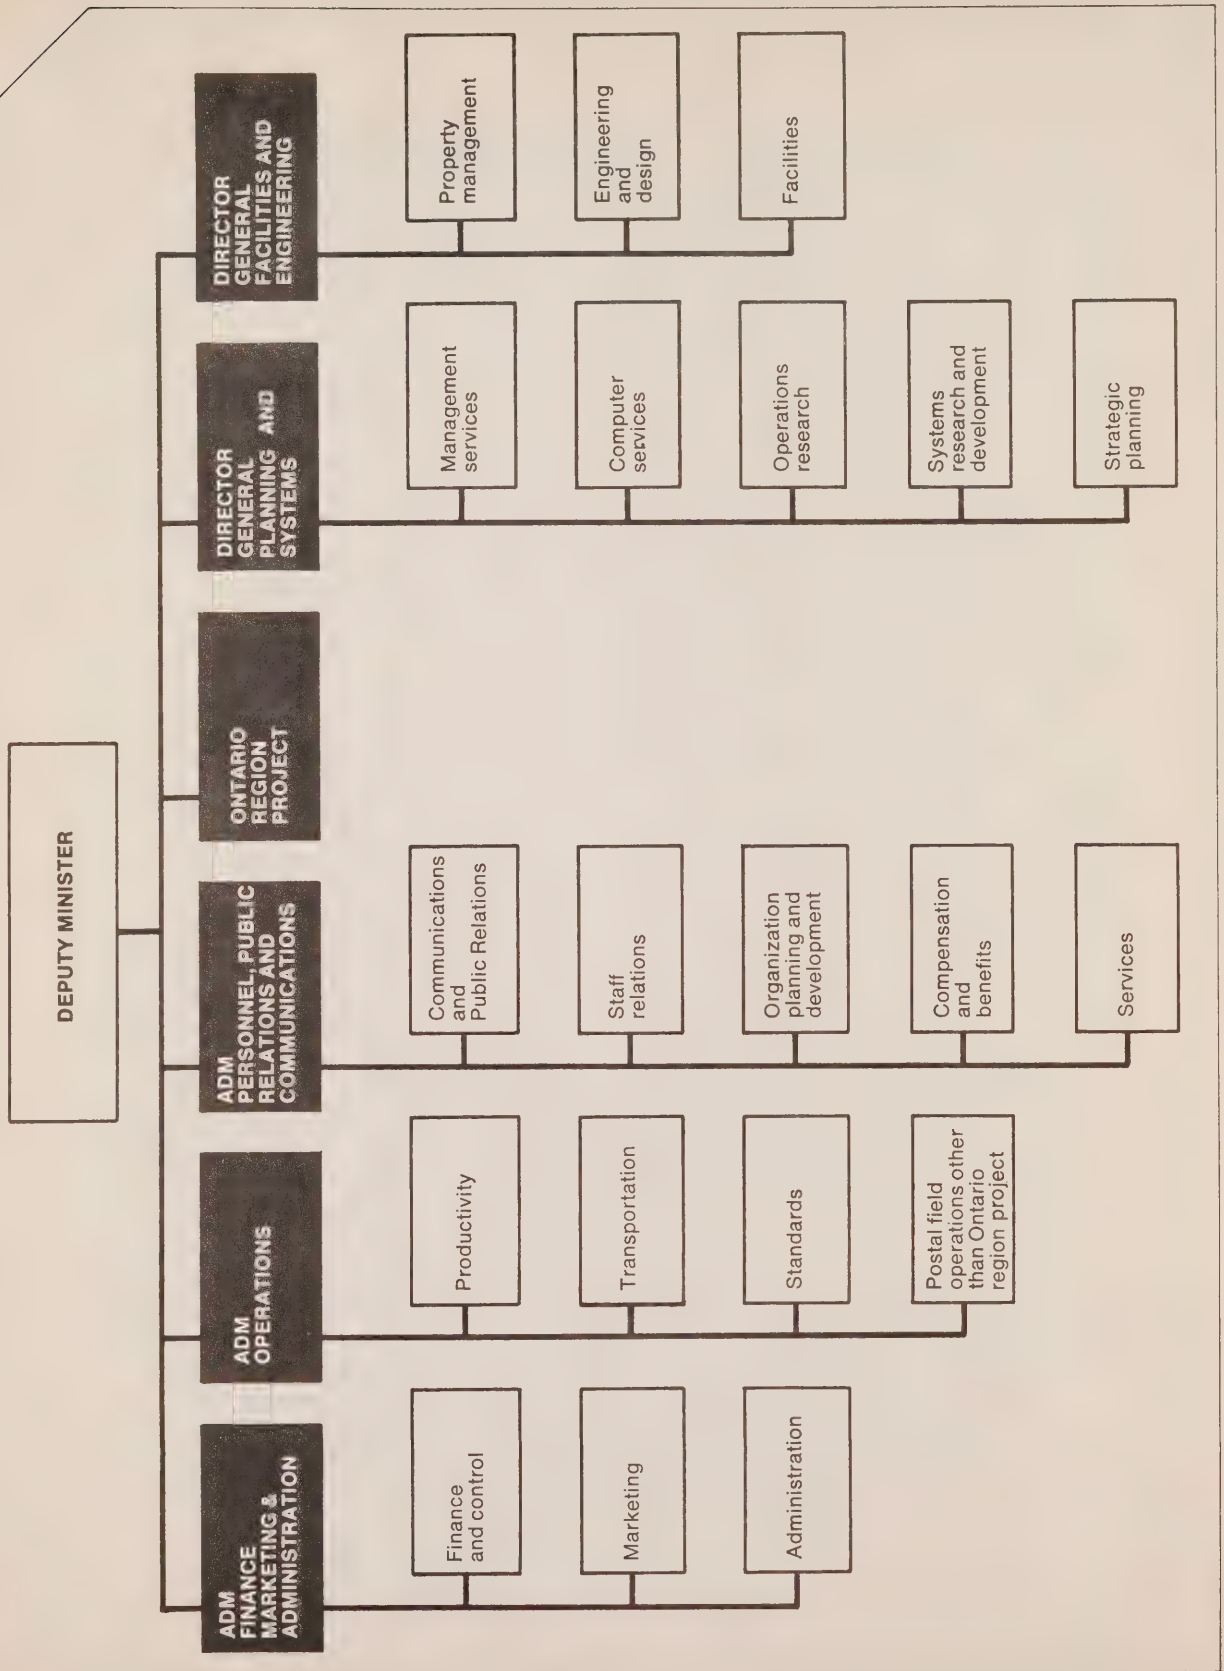 DEPUTY MINISTER
ADM
FINANCE
MARKETING &
ADMINISTRATION
Finance
and control
Marketing
Administration
ADM
OPERATIONS
Productivity
Transportation
Standards
Postal field
operations other
than Ontario
region project
ADM
PERSONNEL, PUBLIC
RELATIONS AND
COMMUNICATIONS
Communications
and
Public Relations
Staff
relations
Organization
planning and
development
Compensation
and
benefits
Services
ONTARIO
REGION
PROJECT
DIRECTOR
GENERAL
PLANNING AND
SYSTEMS
Management
services
Computer
services
Operations
research
Systems
research and
development
Strategic
planning
DIRECTOR
GENERAL
FACILITIES AND
ENGINEERING
Property
management
Engineering
and
design
Facilities